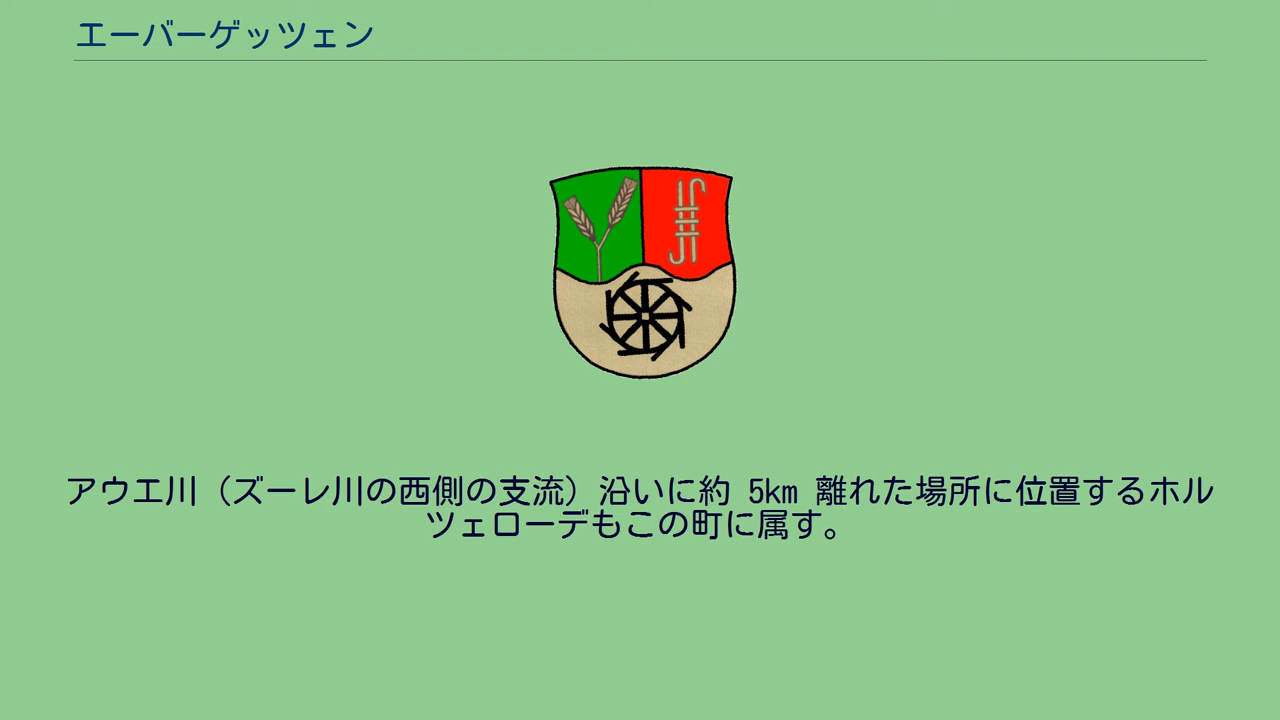 エーバーゲッツェン
アウエ川（ズーレ川の西側の支流）沿いに約 5km 離れた場所に位置するホル
ツェローデもこの町に属す。